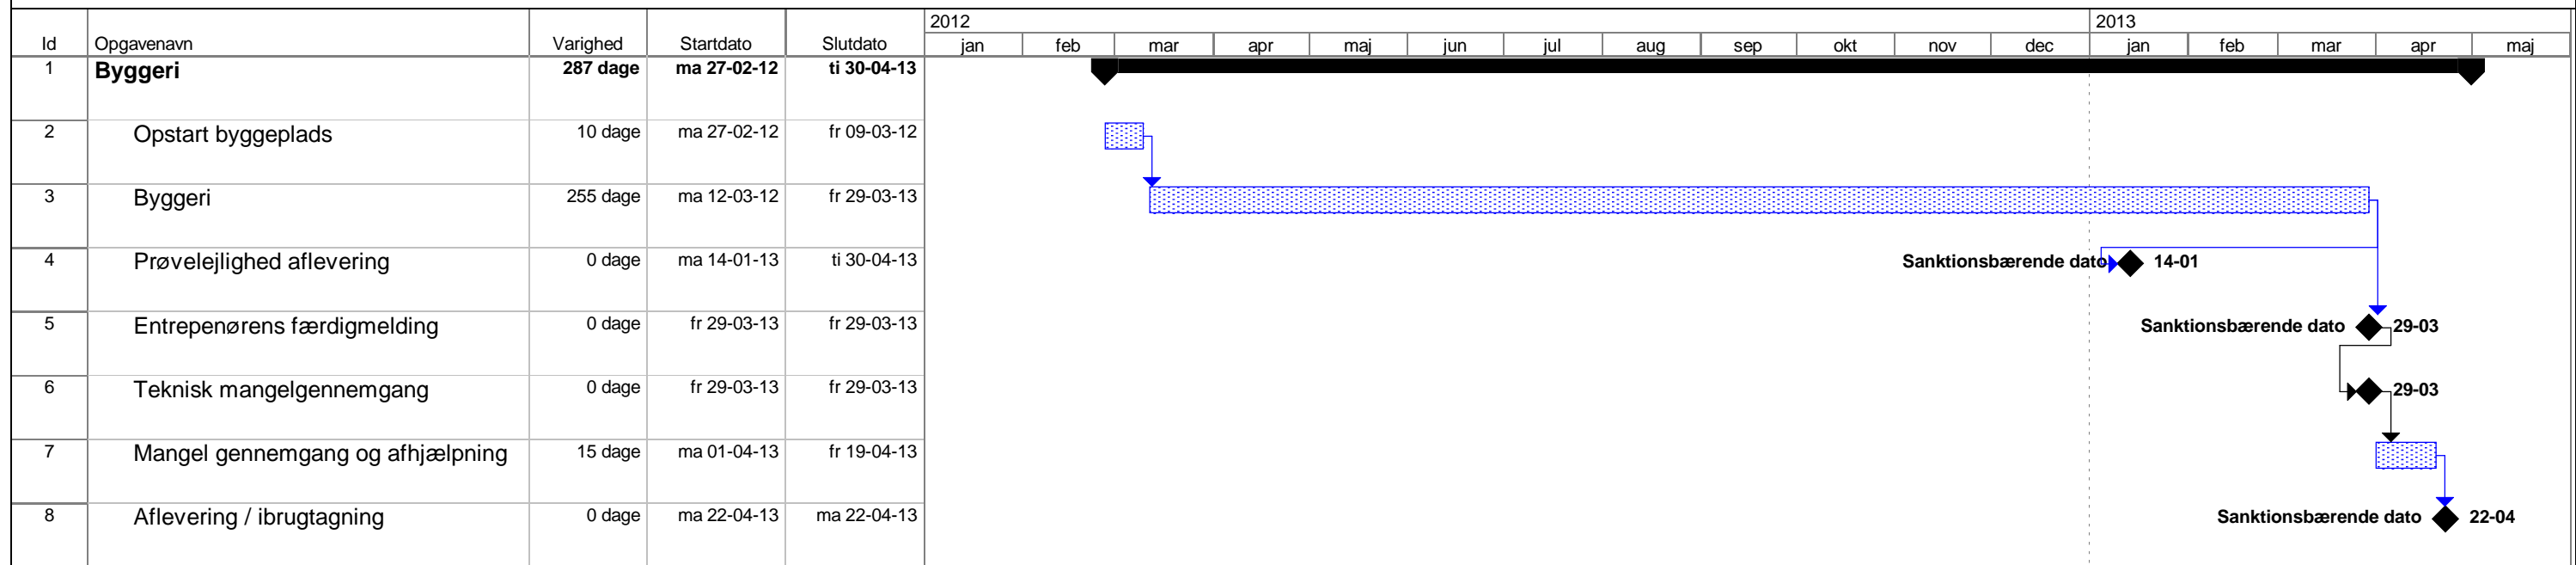 2012 2013
Id Opgavenavn Varighed Startdato Slutdato jan feb mar apr maj jun jul aug sep okt nov dec jan feb mar apr maj
1 Byggeri 287 dage ma 27-02-12 ti 30-04-13
2 Opstart byggeplads 10 dage ma 27-02-12 fr 09-03-12
3 Byggeri 255 dage ma 12-03-12 fr 29-03-13
4 Prøvelejlighed aflevering 0 dage ma 14-01-13 ti 30-04-13 Sanktionsbærende dato 14-01
5 Entrepenørens færdigmelding 0 dage fr 29-03-13 fr 29-03-13 Sanktionsbærende dato 29-03
6 Teknisk mangelgennemgang 0 dage fr 29-03-13 fr 29-03-13 29-03
7 Mangel gennemgang og afhjælpning 15 dage ma 01-04-13 fr 19-04-13
8 Aflevering / ibrugtagning 0 dage ma 22-04-13 ma 22-04-13 Sanktionsbærende dato 22-04